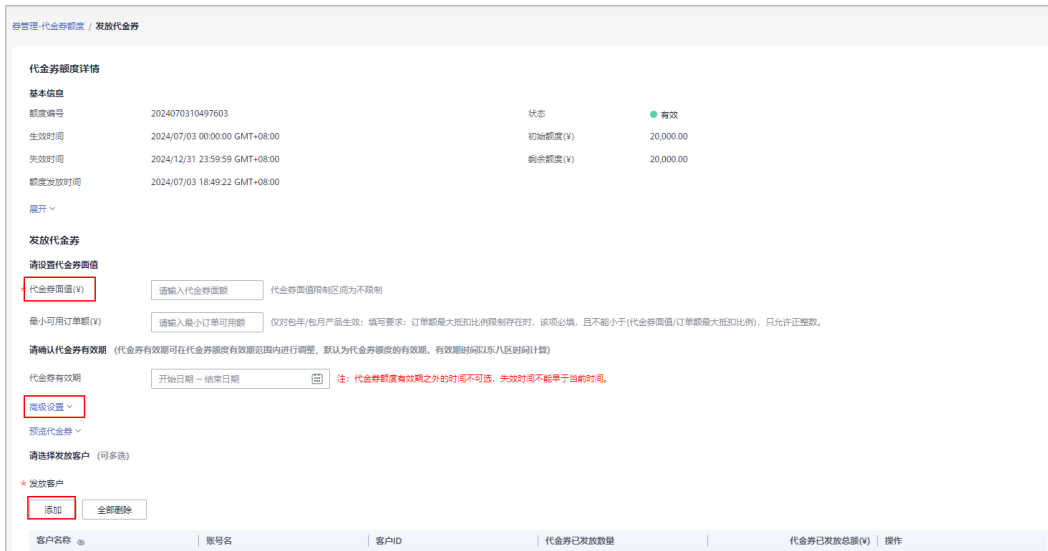 券管理-代金券额度 / 发放代金券
代金券额度详情
基本信息
额度编号 2024070310497603 状态 有效
生效时间 2024/07/03 00:00:00 GMT+08:00 初始额度(¥) 20,000.00
失效时间 2024/12/31 23:59:59 GMT+08:00 剩余额度(¥) 20,000.00
额度发放时间 2024/07/03 18:49:22 GMT+08:00
展开
发放代金券
请设置代金券面值
* 代金券面值(¥) 请输入代金券面额 代金券面值限制区间为不限制
最小可用订单额(¥) 请输入最小订单可用额 仅对包年/包月产品生效；填写要求：订单额最大抵扣比例限制存在时，该项必填，且不能小于(代金券面值/订单额最大抵扣比例)，只允许正整数。
请确认代金券有效期 (代金券有效期可在代金券额度有效期范围内进行调整，默认为代金券额度的有效期。有效期时间以东八区时间计算)
代金券有效期 开始日期 – 结束日期 注：代金券额度有效期之外的时间不可选，失效时间不能早于当前时间。
高级设置
预览代金券
请选择发放客户 (可多选)
* 发放客户
添加 全部删除
客户名称 账号名 客户ID 代金券已发放数量 代金券已发放总额(¥) 操作